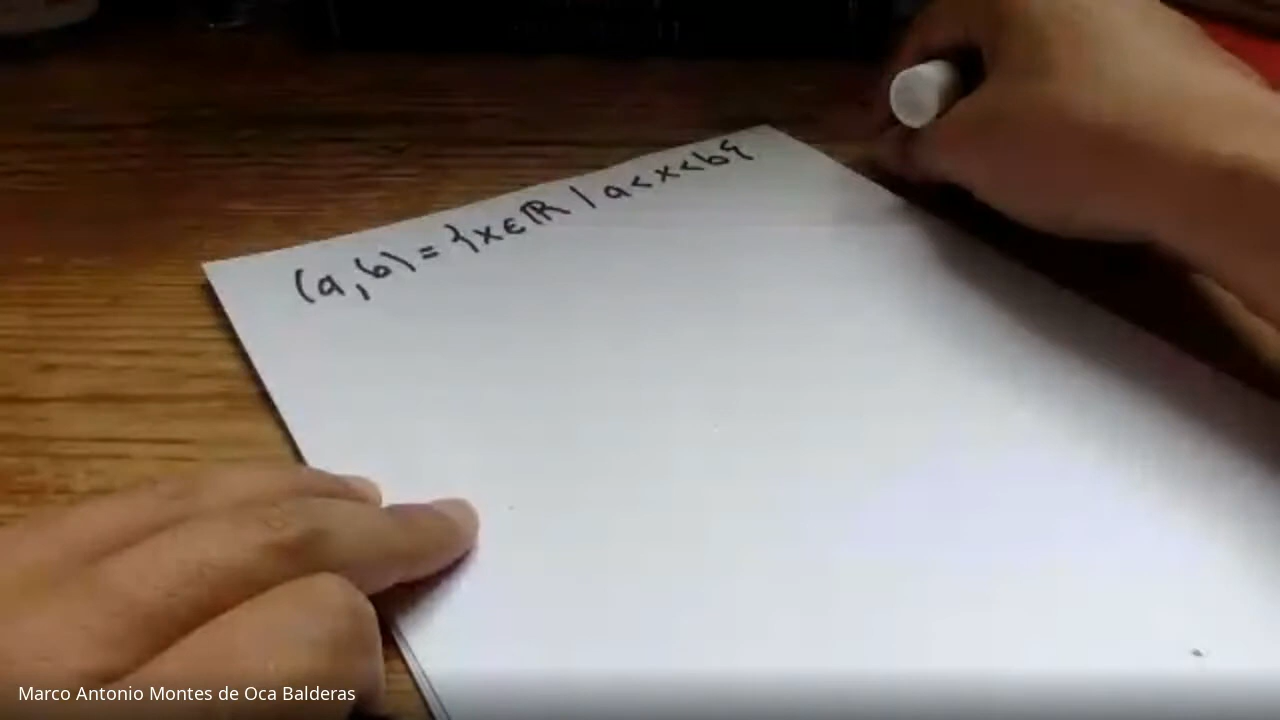 (a,b) = {x∈ℝ | a<x<b}
Marco Antonio Montes de Oca Balderas